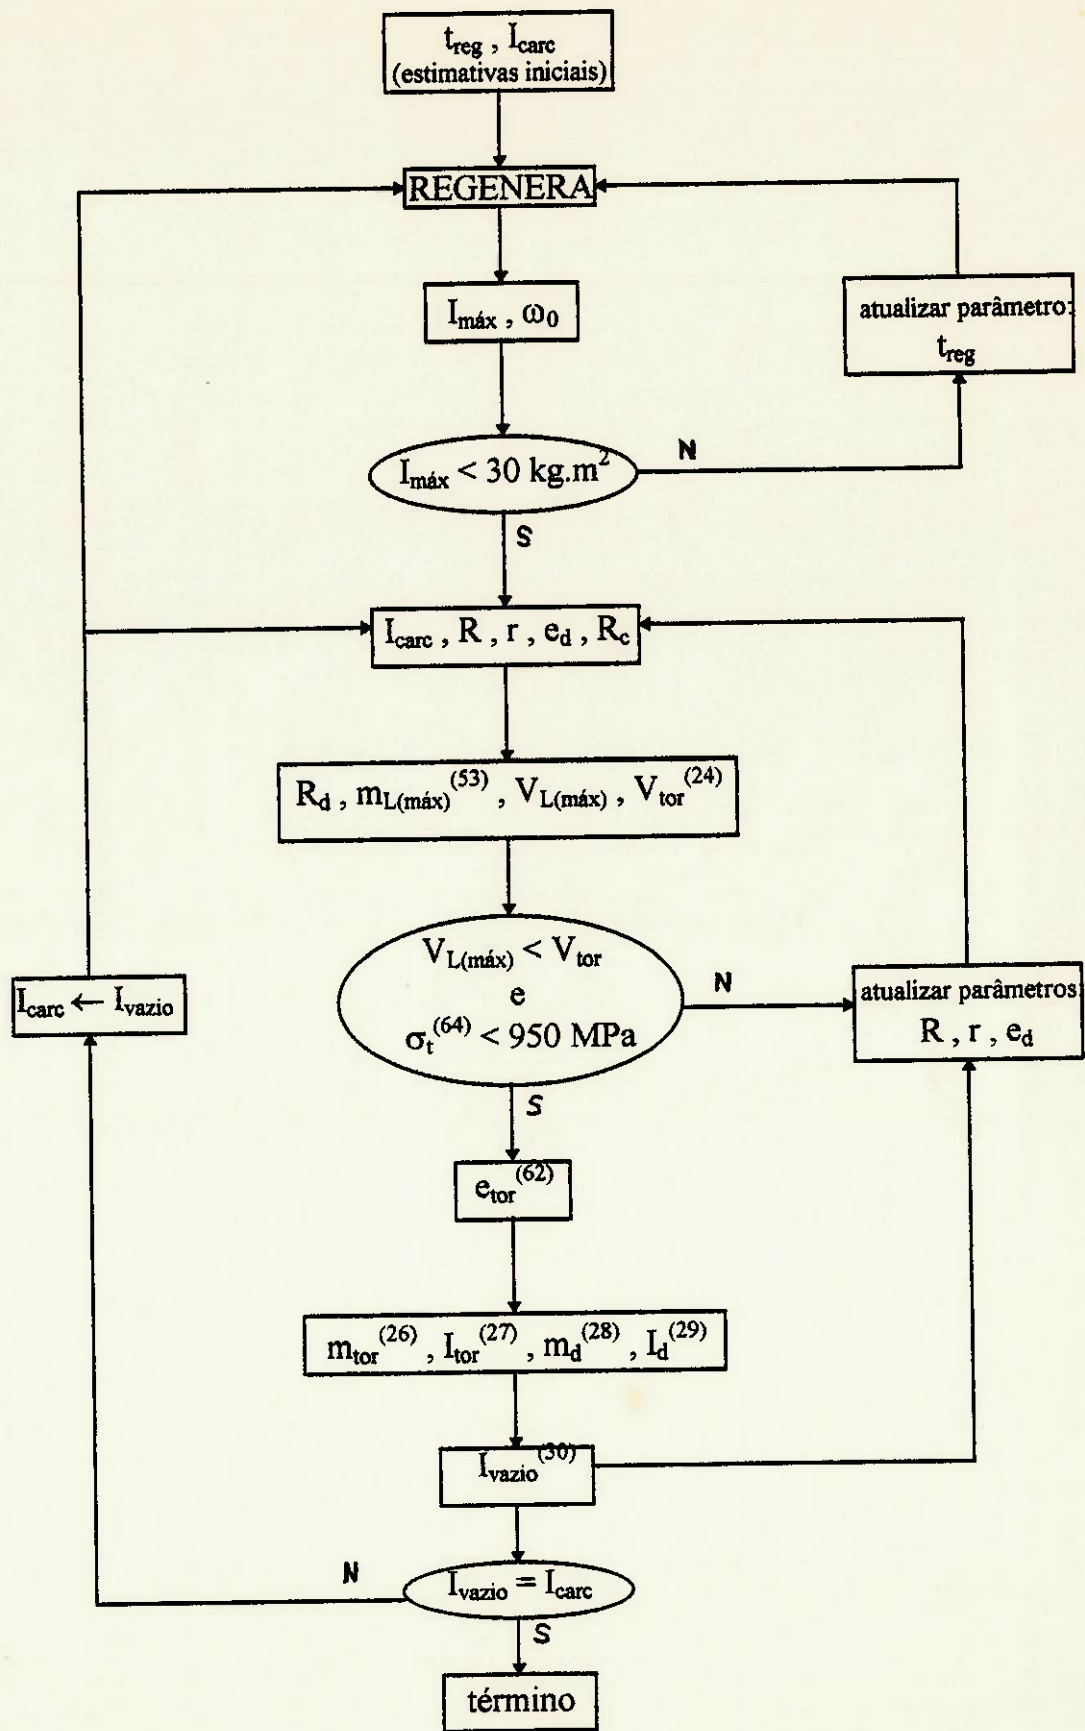 t_reg , I_carc
(estimativas iniciais)
REGENERA
I_máx , ω_0
atualizar parâmetro:
t_reg
I_máx < 30 kg.m²
N
S
I_carc , R , r , e_d , R_c
R_d , m_L(máx)^(53) , V_L(máx) , V_tor^(24)
V_L(máx) < V_tor
e
σ_t^(64) < 950 MPa
N
I_carc ← I_vazio
atualizar parâmetros:
R , r , e_d
S
e_tor^(62)
m_tor^(26) , I_tor^(27) , m_d^(28) , I_d^(29)
I_vazio^(30)
N
I_vazio = I_carc
S
término